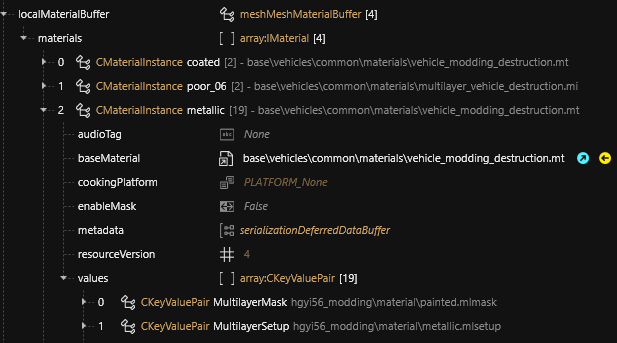 localMaterialBuffer meshMeshMaterialBuffer [4]
materials [ ] array:IMaterial [4]
0 CMaterialInstance coated [2] - base\vehicles\common\materials\vehicle_modding_destruction.mt
1 CMaterialInstance poor_06 [2] - base\vehicles\common\materials\multilayer_vehicle_destruction.mi
2 CMaterialInstance metallic [19] - base\vehicles\common\materials\vehicle_modding_destruction.mt
audioTag abc None
baseMaterial base\vehicles\common\materials\vehicle_modding_destruction.mt
cookingPlatform PLATFORM_None
enableMask False
metadata serializationDeferredDataBuffer
resourceVersion # 4
values [ ] array:CKeyValuePair [19]
0 CKeyValuePair MultilayerMask hgyi56_modding\material\painted.mlmask
1 CKeyValuePair MultilayerSetup hgyi56_modding\material\metallic.mlsetup